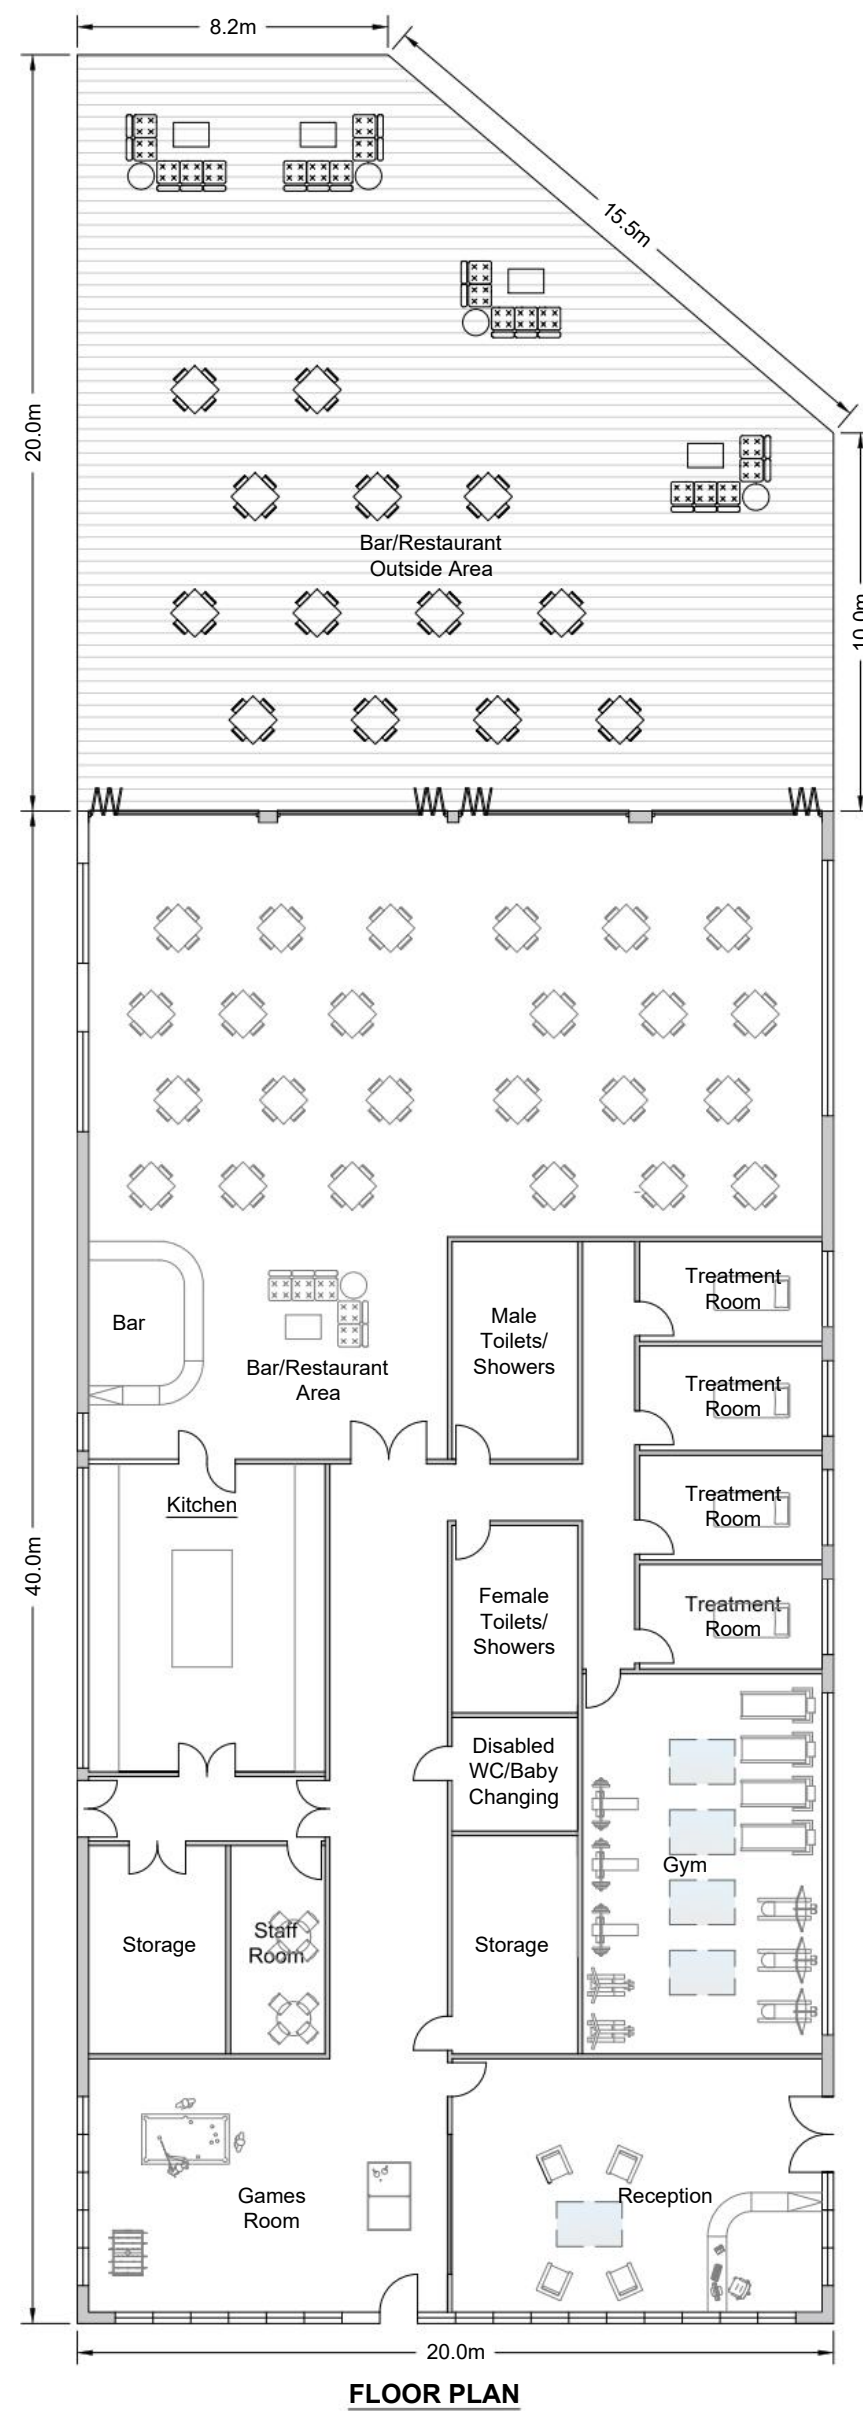 8.2m
15.5m
20.0m
Bar/Restaurant
Outside Area
10.0m
Treatment
Room
Male
Toilets/
Showers
Bar
Bar/Restaurant
Area
Treatment
Room
Kitchen
Treatment
Room
40.0m
Female
Toilets/
Showers
Treatment
Room
Disabled
WC/Baby
Changing
Gym
Storage
Staff
Room
Storage
Games
Room
Reception
20.0m
FLOOR PLAN